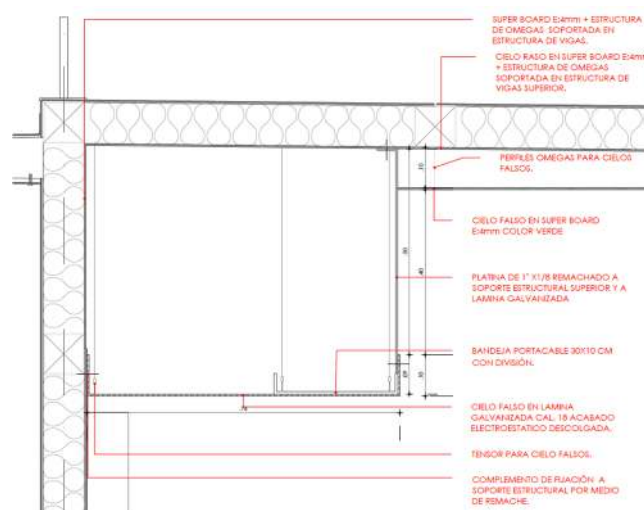 SUPER BOARD E:4mm + ESTRUCTURA
DE OMEGAS SOPORTADA EN
ESTRUCTURA DE VIGAS.
CIELO RASO EN SUPER BOARD E:4mm
+ ESTRUCTURA DE OMEGAS
SOPORTADA EN ESTRUCTURA DE
VIGAS SUPERIOR.
PERFILES OMEGAS PARA CIELOS
FALSOS.
CIELO FALSO EN SUPER BOARD
E:4mm COLOR VERDE
PLATINA DE 1" X1/8 REMACHADO A
SOPORTE ESTRUCTURAL SUPERIOR Y A
LAMINA GALVANIZADA
BANDEJA PORTACABLE 30X10 CM
CON DIVISIÓN.
CIELO FALSO EN LAMINA
GALVANIZADA CAL. 18 ACABADO
ELECTROESTATICO DESCOLGADA.
TENSOR PARA CIELO FALSOS.
COMPLEMENTO DE FIJACIÓN A
SOPORTE ESTRUCTURAL POR MEDIO
DE REMACHE.